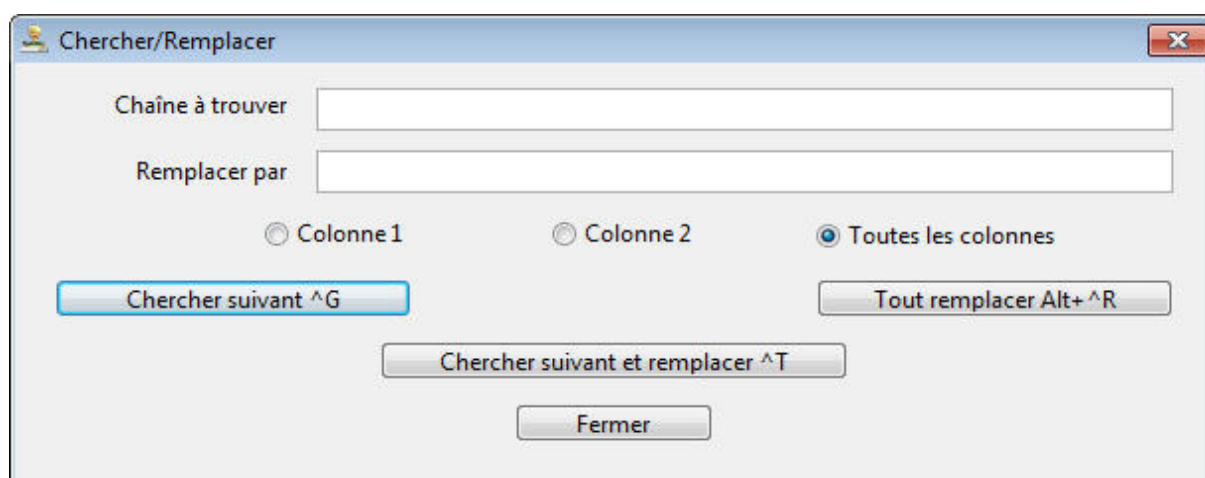 Chercher/Remplacer
Chaîne à trouver
Remplacer par
Colonne 1 Colonne 2 Toutes les colonnes
Chercher suivant ^G Tout remplacer Alt+ ^R
Chercher suivant et remplacer ^T
Fermer